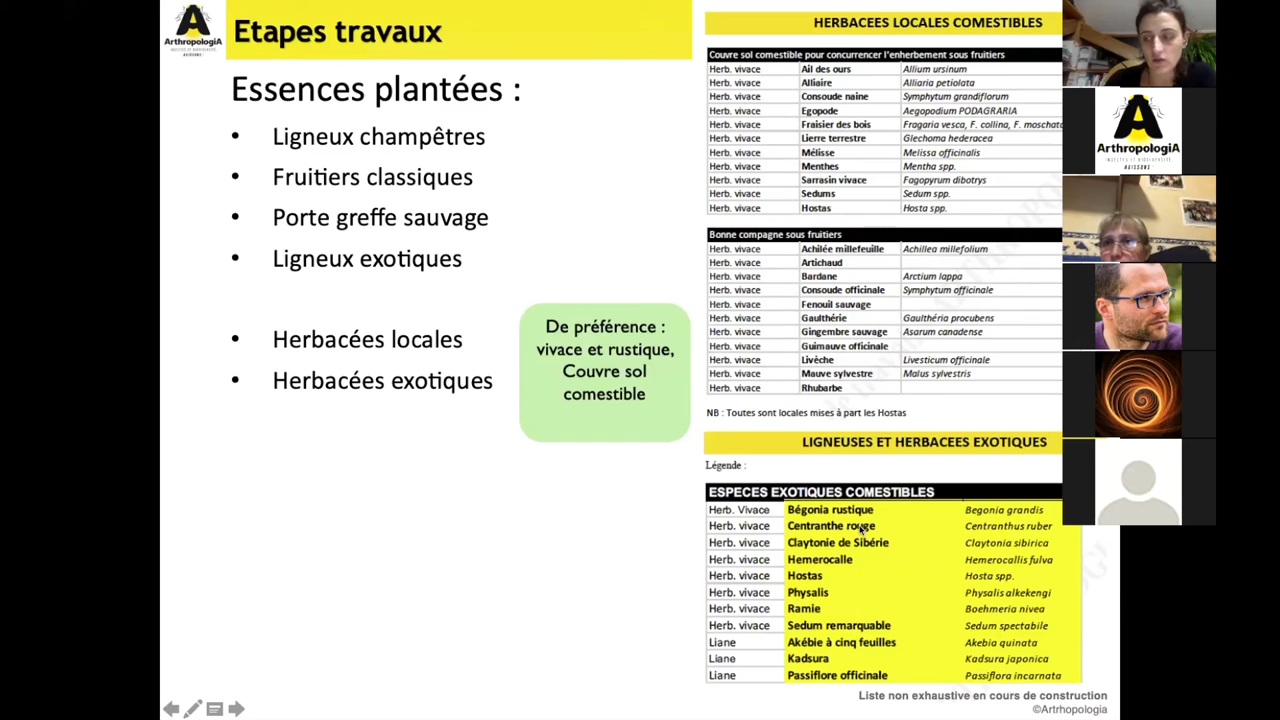 ArthropologiA
Etapes travaux
Essences plantées :
• Ligneux champêtres
• Fruitiers classiques
• Porte greffe sauvage
• Ligneux exotiques
• Herbacées locales
• Herbacées exotiques
De préférence :
vivace et rustique,
Couvre sol
comestible
HERBACEES LOCALES COMESTIBLES
Couvre sol comestible pour concurrencer l'enherbement sous fruitiers
Herb. vivace Ail des ours Allium ursinum
Herb. vivace Alliaire Alliaria petiolata
Herb. vivace Consoude naine Symphytum grandiflorum
Herb. vivace Egopode Aegopodium PODAGRARIA
Herb. vivace Fraisier des bois Fragaria vesca, F. collina, F. moschat
Herb. vivace Lierre terrestre Glechoma hederacea
Herb. vivace Mélisse Melissa officinalis
Herb. vivace Menthes Mentha spp.
Herb. vivace Sarrasin vivace Fagopyrum dibotrys
Herb. vivace Sedums Sedum spp.
Herb. vivace Hostas Hosta spp.
Bonne compagne sous fruitiers
Herb. vivace Achilée millefeuille Achillea millefolium
Herb. vivace Artichaud
Herb. vivace Bardane Arctium lappa
Herb. vivace Consoude officinale Symphytum officinale
Herb. vivace Fenouil sauvage
Herb. vivace Gaulthérie Gaulthéria procubens
Herb. vivace Gingembre sauvage Asarum canadense
Herb. vivace Guimauve officinale
Herb. vivace Livèche Livesticum officinale
Herb. vivace Mauve sylvestre Malus sylvestris
Herb. vivace Rhubarbe
NB : Toutes sont locales mises à part les Hostas
LIGNEUSES ET HERBACEES EXOTIQUES
Légende :
ESPECES EXOTIQUES COMESTIBLES
Herb. Vivace Bégonia rustique Begonia grandis
Herb. vivace Centranthe rouge Centranthus ruber
Herb. vivace Claytonie de Sibérie Claytonia sibirica
Herb. vivace Hemerocalle Hemerocallis fulva
Herb. vivace Hostas Hosta spp.
Herb. vivace Physalis Physalis alkekengi
Herb. vivace Ramie Boehmeria nivea
Herb. vivace Sedum remarquable Sedum spectabile
Liane Akébie à cinq feuilles Akebia quinata
Liane Kadsura Kadsura japonica
Liane Passiflore officinale Passiflora incarnata
Liste non exhaustive en cours de construction
©Artrhopologia
ArthropologiA
INSECTES ET BIODIVERSITÉ
AGISSONS !